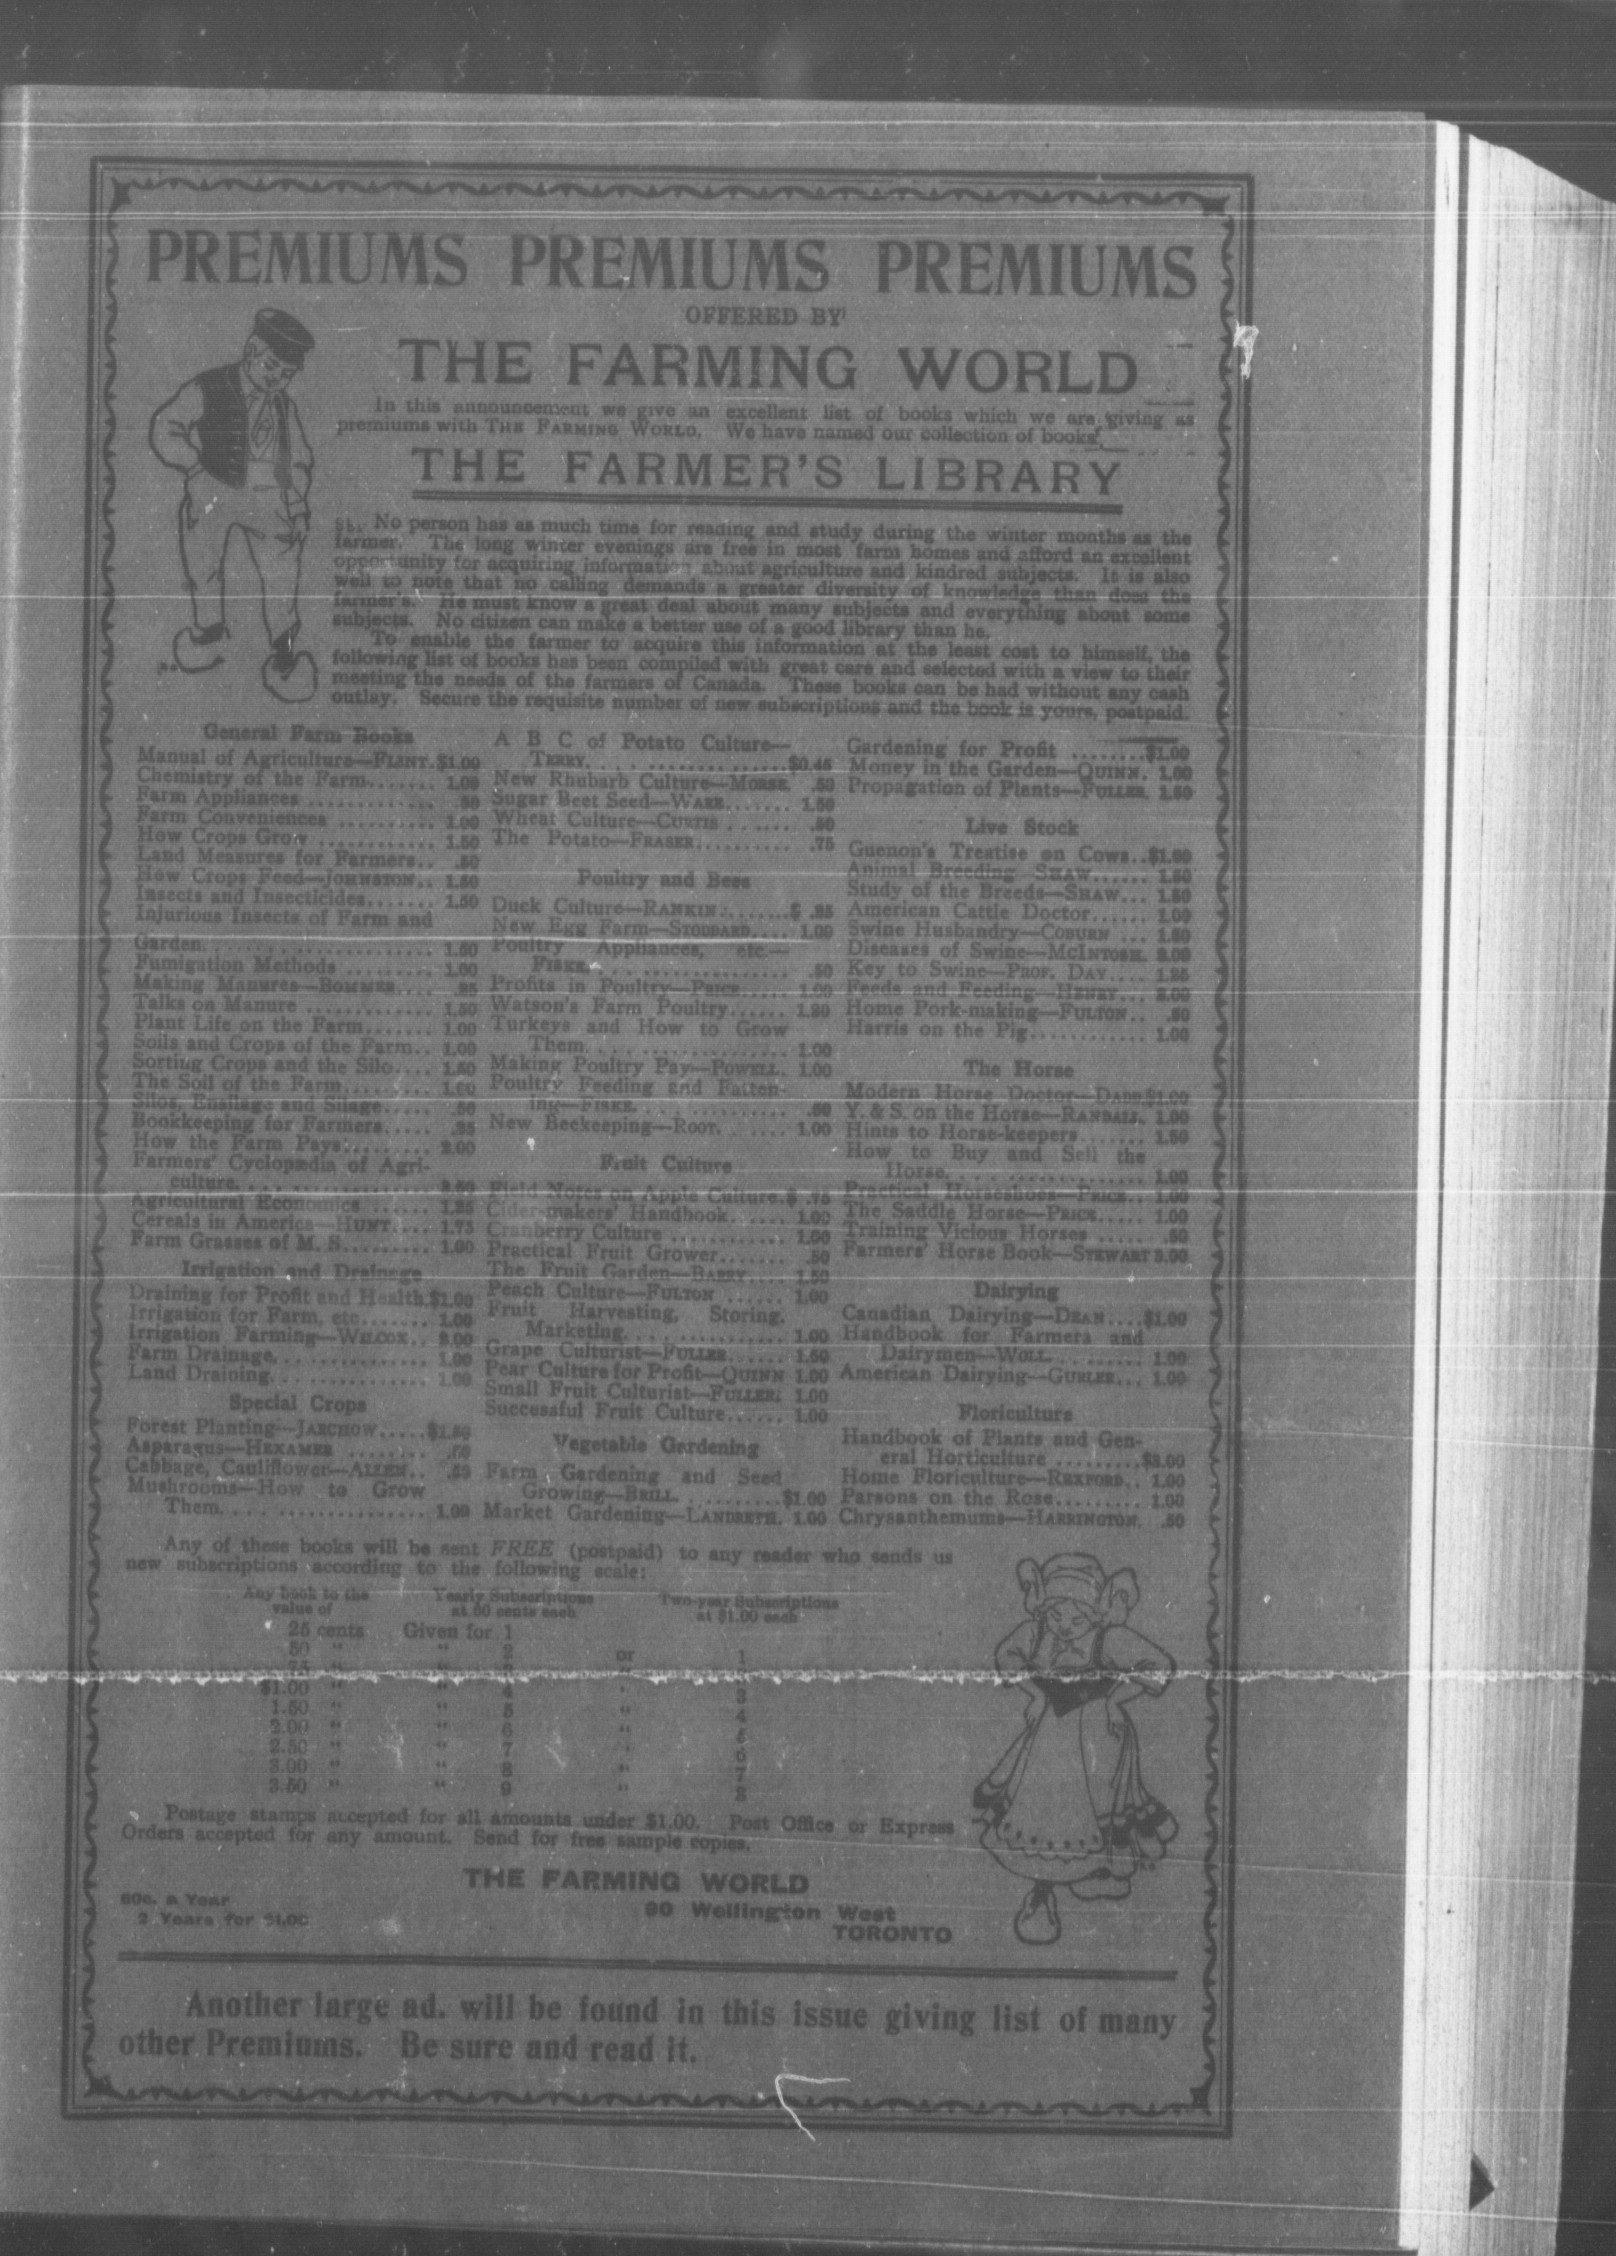 PREMIUMS PREMIUMS PREMIUMS
OFFERED BY
THE FARMING WORLD
In this announcement we give an excellent list of books which we are giving as
premiums with THE FARMING WORLD. We have named our collection of books
THE FARMER'S LIBRARY
No person has as much time for reading and study during the winter months as the
farmer. The long winter evenings are free in most farm homes and afford an excellent
opportunity for acquiring information about agriculture and kindred subjects. It is also
well to note that no calling demands a greater diversity of knowledge than does the
farmer's. He must know a great deal about many subjects and everything about some
subjects. No citizen can make a better use of a good library than he.
To enable the farmer to acquire this information at the least cost to himself, the
following list of books has been compiled with great care and selected with a view to their
meeting the needs of the farmers of Canada. These books can be had without any cash
outlay. Secure the requisite number of new subscriptions and the book is yours, postpaid.
General Farm Books
Manual of Agriculture—FLINT. $1.00
Chemistry of the Farm....... 1.00
Farm Appliances ............ .50
Farm Conveniences .......... 1.00
How Crops Grow ............ 1.50
Land Measures for Farmers.. .50
How Crops Feed—JOHNSTON.. 1.50
Insects and Insecticides....... 1.50
Injurious Insects of Farm and
Garden..................... 1.50
Fumigation Methods ......... 1.00
Making Manures—BOMMER.... .25
Talks on Manure ............ 1.50
Plant Life on the Farm....... 1.00
Soils and Crops of the Farm.. 1.00
Sorting Crops and the Silo.... 1.50
The Soil of the Farm......... 1.00
Silos, Ensilage and Silage..... .50
Bookkeeping for Farmers..... .25
How the Farm Pays......... 2.00
Farmers' Cyclopædia of Agri-
culture.....................
Agricultural Economics ...... 1.25
Cereals in America—HUNT.... 1.75
Farm Grasses of M. S......... 1.00
Irrigation and Drainage
Draining for Profit and Health.$1.00
Irrigation for Farm, etc....... 1.00
Irrigation Farming—WILCOX.. 2.00
Farm Drainage............... 1.00
Land Draining............... 1.00
Special Crops
Forest Planting—JARCHOW.....$1.50
Asparagus—HEXAMER ........ .50
Cabbage, Cauliflower—ALLEN..
Mushrooms—How to Grow
Them................... 1.00
A B C of Potato Culture—
TERRY...................$0.45
New Rhubarb Culture—MORSE. .50
Sugar Beet Seed—WARE....... 1.50
Wheat Culture—CURTIS ....... .50
The Potato—FRASER.......... .75
Poultry and Bees
Duck Culture—RANKIN........$ .25
New Egg Farm—STODDARD.... 1.00
Poultry Appliances, etc.—
FISKE.................... .50
Profits in Poultry—PRICE..... 1.00
Watson's Farm Poultry...... 1.20
Turkeys and How to Grow
Them.................... 1.00
Making Poultry Pay—POWELL. 1.00
Poultry Feeding and Fatten-
ing—FISKE............... .50
New Beekeeping—ROOT....... 1.00
Fruit Culture
Field Notes on Apple Culture.$ .75
Cider-makers' Handbook...... 1.00
Cranberry Culture ............ 1.00
Practical Fruit Grower....... .50
The Fruit Garden—BARRY.... 1.50
Peach Culture—FULTON ...... 1.00
Fruit Harvesting, Storing,
Marketing................ 1.00
Grape Culturist—FULLER...... 1.50
Pear Culture for Profit—QUINN 1.00
Small Fruit Culturist—FULLER. 1.00
Successful Fruit Culture...... 1.00
Vegetable Gardening
Farm Gardening and Seed
Growing—BRILL..........$1.00
Market Gardening—LANDRETH. 1.00
Gardening for Profit ........$1.00
Money in the Garden—QUINN. 1.00
Propagation of Plants—FULLER. 1.50
Live Stock
Guenon's Treatise on Cows..$1.00
Animal Breeding SHAW...... 1.50
Study of the Breeds—SHAW... 1.50
American Cattle Doctor...... 1.00
Swine Husbandry—COBURN ... 1.50
Diseases of Swine—MCINTOSH. 2.00
Key to Swine—PROF. DAY.... 1.25
Feeds and Feeding—HENRY... 2.00
Home Pork-making—FULTON.. .50
Harris on the Pig............ 1.00
The Horse
Modern Horse Doctor—DADD.$1.00
Y. & S. on the Horse—RANDALL. 1.00
Hints to Horse-keepers....... 1.50
How to Buy and Sell the
Horse.................... 1.00
Practical Horseshoes—PRICE.. 1.00
The Saddle Horse—PRICE..... 1.00
Training Vicious Horses ..... .50
Farmers' Horse Book—STEWART 3.00
Dairying
Canadian Dairying—DEAN....$1.00
Handbook for Farmers and
Dairymen—WOLL......... 1.00
American Dairying—GURLER... 1.00
Floriculture
Handbook of Plants and Gen-
eral Horticulture .........$3.00
Home Floriculture—REXFORD.. 1.00
Parsons on the Rose......... 1.00
Chrysanthemums—HARRINGTON. .50
Any of these books will be sent FREE (postpaid) to any reader who sends us
new subscriptions according to the following scale:
Any book to the value of Yearly Subscriptions at 60 cents each Two-year Subscriptions at $1.00 each
25 cents Given for 1
50 " " 2 or 1
$1.00 " " 4 " 3
1.50 " " 5 " 4
2.00 " " 6 " 5
2.50 " " 7 " 6
3.00 " " 8 " 7
3.50 " " 9 " 8
Postage stamps accepted for all amounts under $1.00. Post Office or Express
Orders accepted for any amount. Send for free sample copies.
THE FARMING WORLD
60c. a Year
2 Years for $1.00
90 Wellington West
TORONTO
Another large ad. will be found in this issue giving list of many
other Premiums. Be sure and read it.